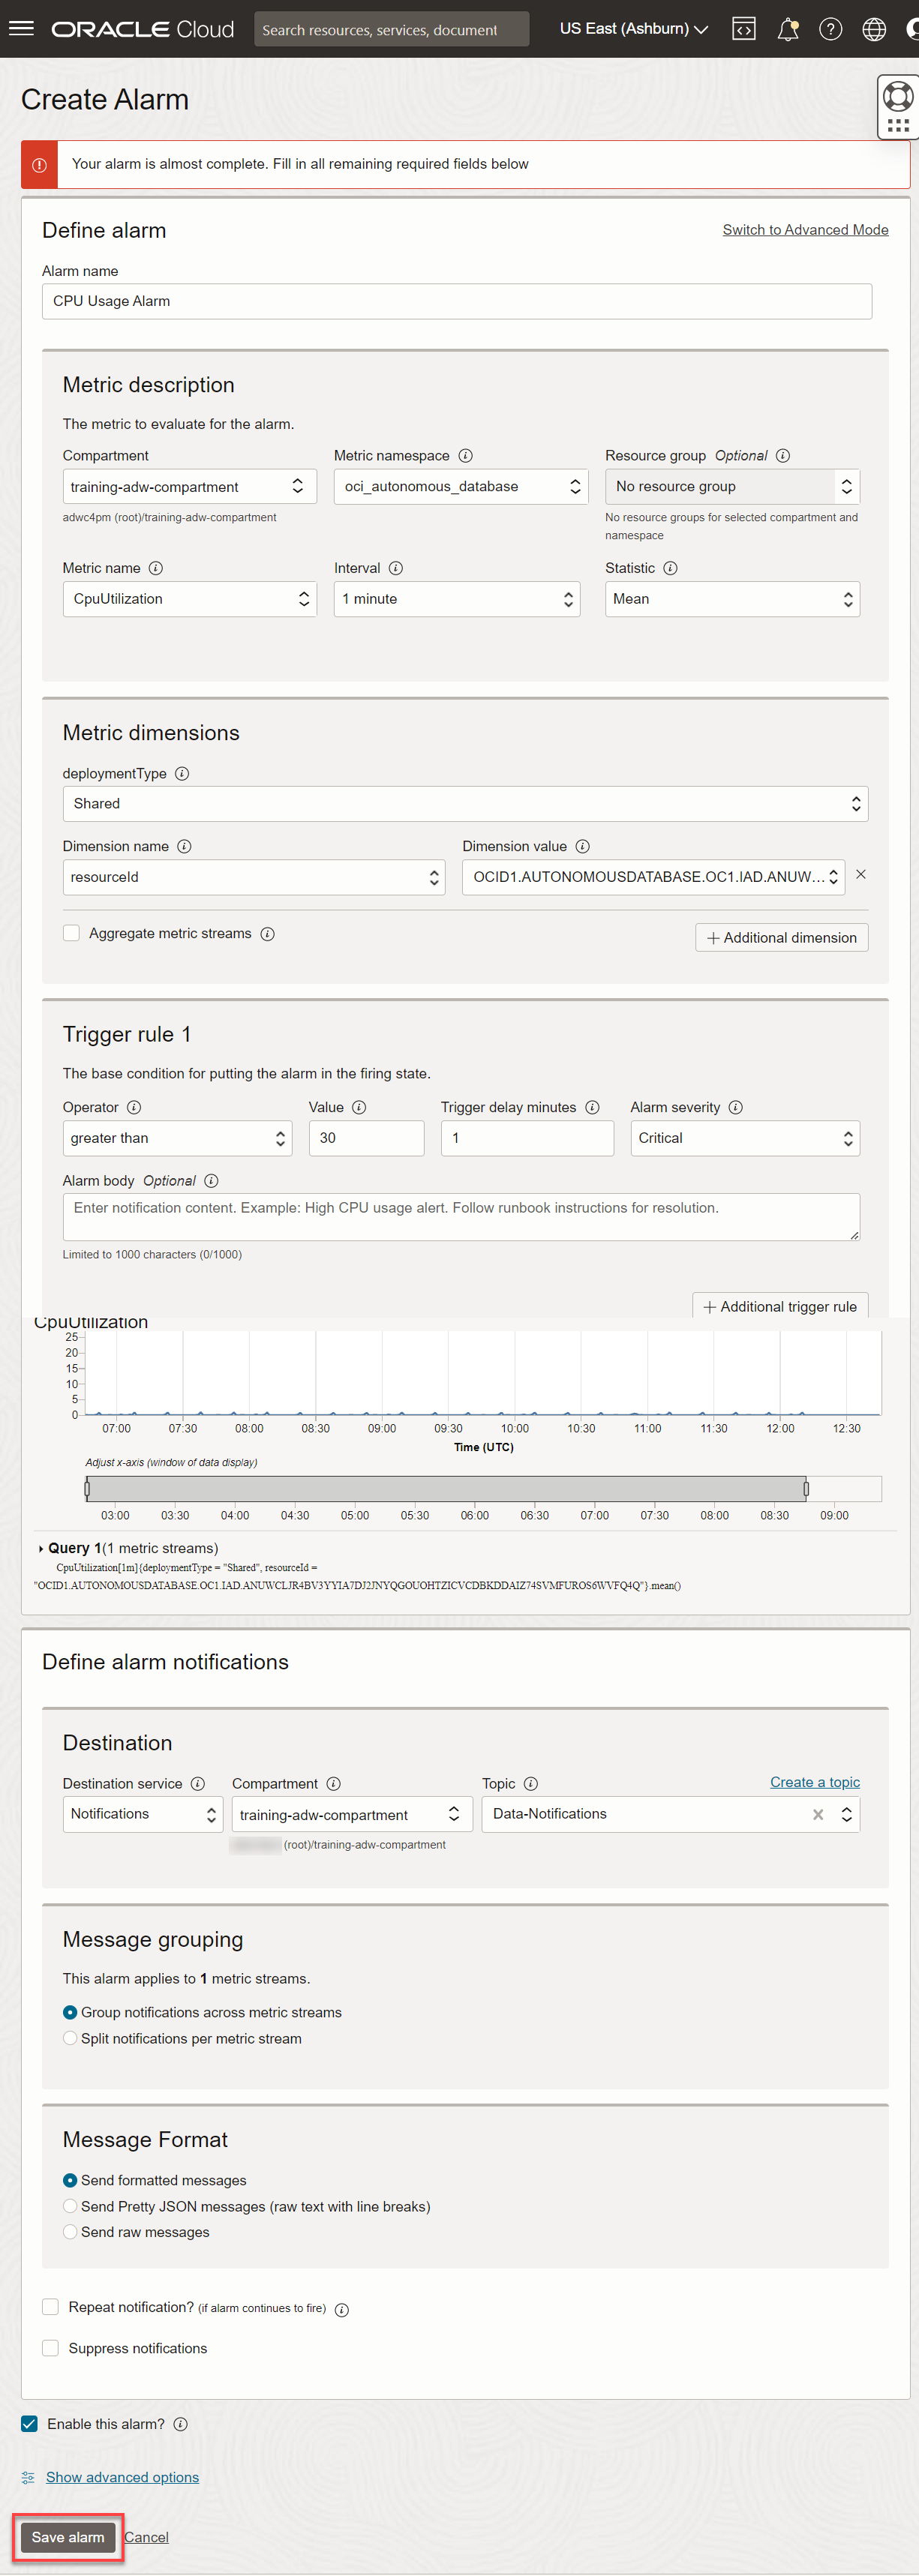 ORACLE Cloud
Search resources, services, document
US East (Ashburn)
Create Alarm
Your alarm is almost complete. Fill in all remaining required fields below
Define alarm
Switch to Advanced Mode
Alarm name
CPU Usage Alarm
Metric description
The metric to evaluate for the alarm.
Compartment Metric namespace Resource group Optional
training-adw-compartment oci_autonomous_database No resource group
adwc4pm (root)/training-adw-compartment No resource groups for selected compartment and
namespace
Metric name Interval Statistic
CpuUtilization 1 minute Mean
Metric dimensions
deploymentType
Shared
Dimension name Dimension value
resourceId OCID1.AUTONOMOUSDATABASE.OC1.IAD.ANUW...
Aggregate metric streams + Additional dimension
Trigger rule 1
The base condition for putting the alarm in the firing state.
Operator Value Trigger delay minutes Alarm severity
greater than 30 1 Critical
Alarm body Optional
Enter notification content. Example: High CPU usage alert. Follow runbook instructions for resolution.
Limited to 1000 characters (0/1000)
+ Additional trigger rule
CpuUtilization
25
20
15
10
5
0
07:00 07:30 08:00 08:30 09:00 09:30 10:00 10:30 11:00 11:30 12:00 12:30
Time (UTC)
Adjust x-axis (window of data display)
03:00 03:30 04:00 04:30 05:00 05:30 06:00 06:30 07:00 07:30 08:00 08:30 09:00
Query 1(1 metric streams)
CpuUtilization[1m]{deploymentType = "Shared", resourceId =
"OCID1.AUTONOMOUSDATABASE.OC1.IAD.ANUWCLJR4BV3YYIA7DJ2JNYQGOUOHTZICVCDBKDDAIZ74SVMFUROS6WVFQ4Q"}.mean()
Define alarm notifications
Destination
Destination service Compartment Topic Create a topic
Notifications training-adw-compartment Data-Notifications
(root)/training-adw-compartment
Message grouping
This alarm applies to 1 metric streams.
Group notifications across metric streams
Split notifications per metric stream
Message Format
Send formatted messages
Send Pretty JSON messages (raw text with line breaks)
Send raw messages
Repeat notification? (if alarm continues to fire)
Suppress notifications
Enable this alarm?
Show advanced options
Save alarm Cancel